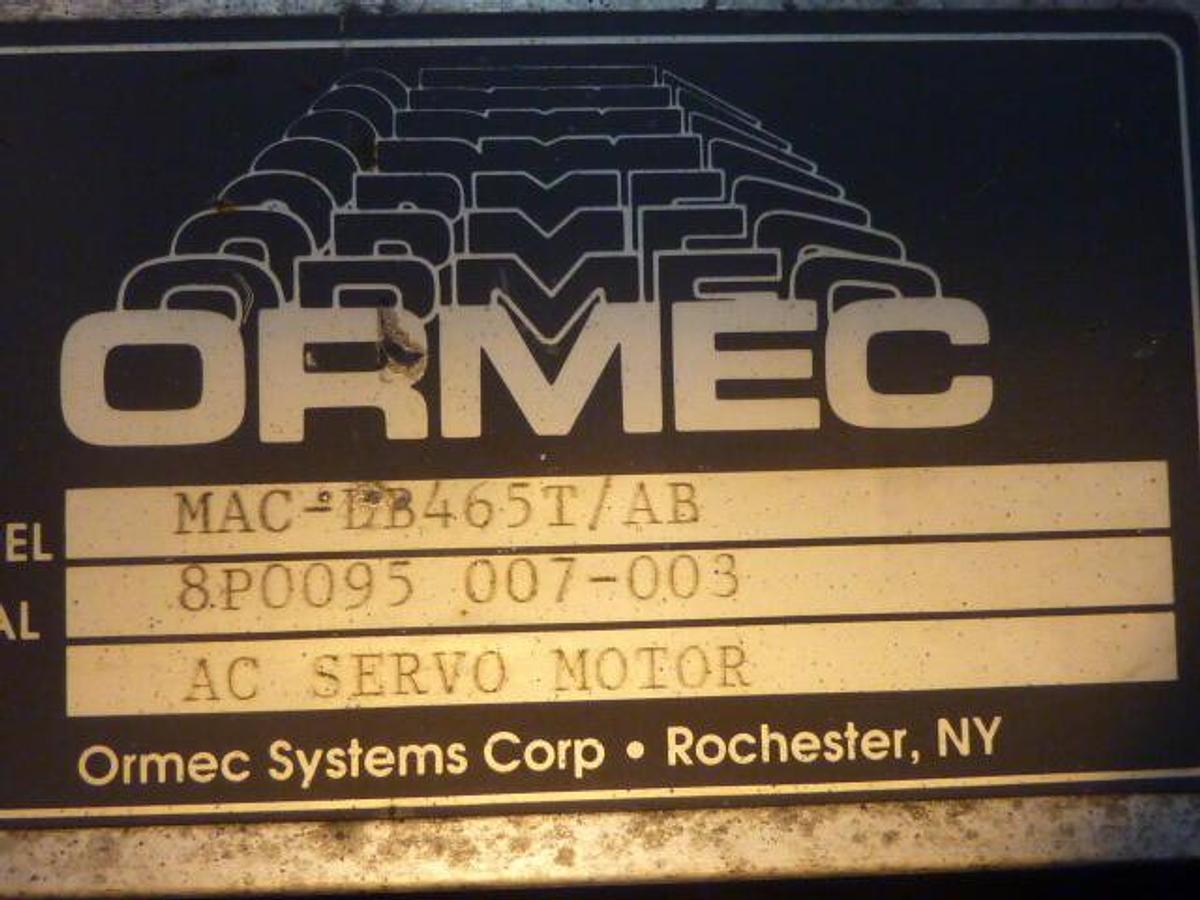 ORMEC
EL MAC-DB465T/AB
AL 8P0095 007-003
AC SERVO MOTOR
Ormec Systems Corp • Rochester, NY